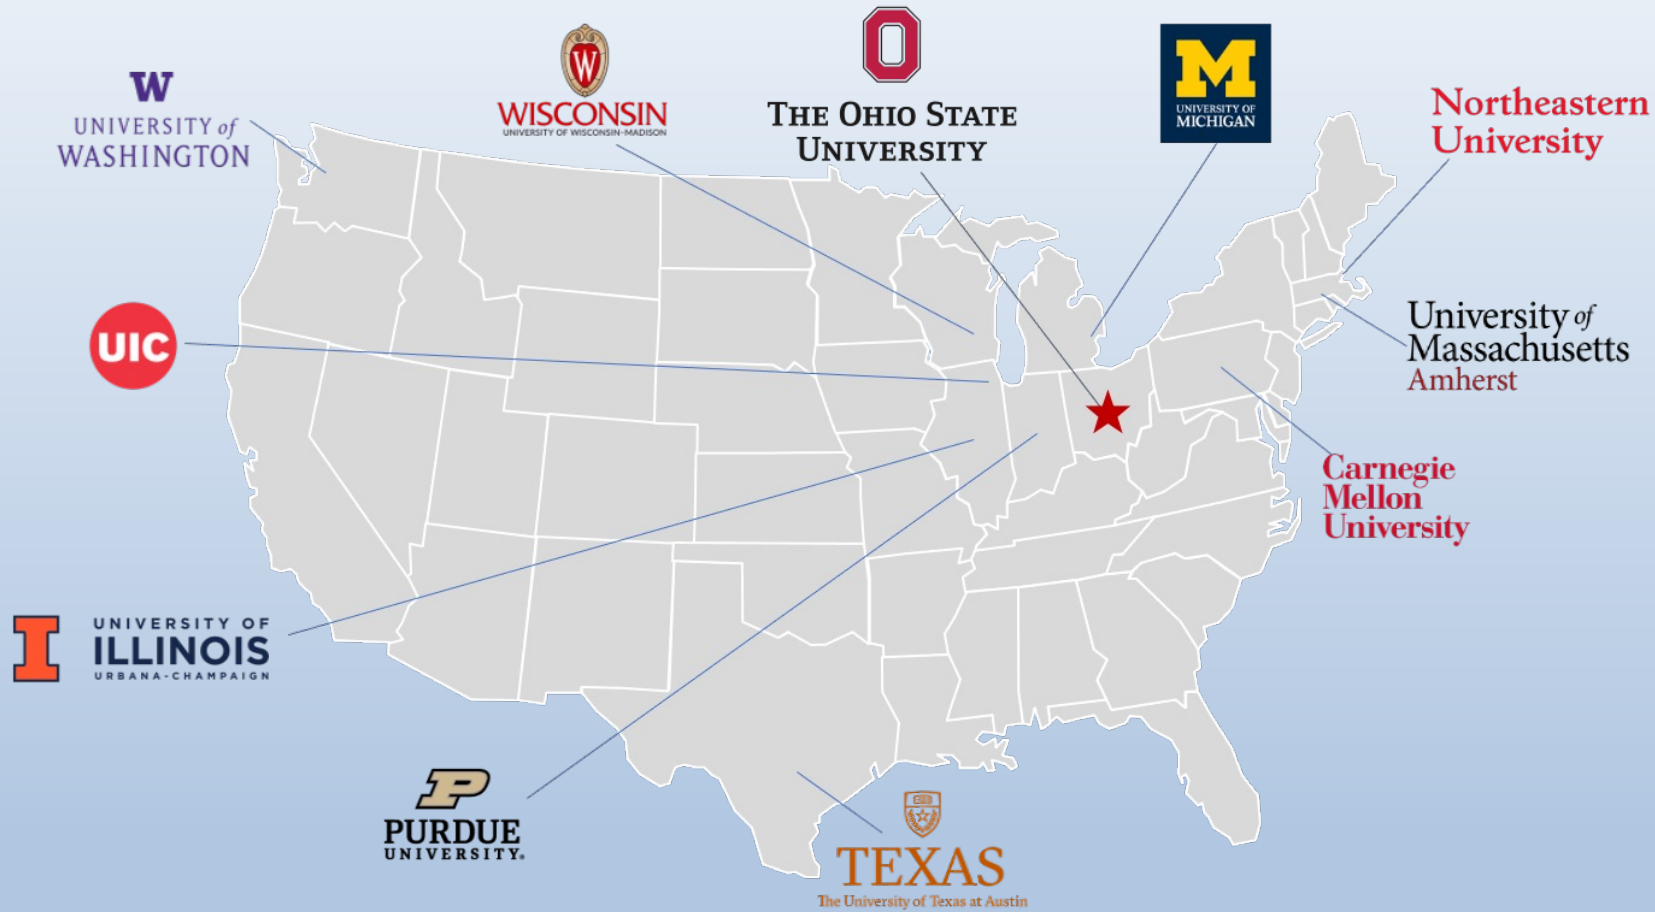 W
UNIVERSITY of
WASHINGTON
W
WISCONSIN
UNIVERSITY OF WISCONSIN-MADISON
O
THE OHIO STATE
UNIVERSITY
M
UNIVERSITY OF
MICHIGAN
Northeastern
University
UIC
University of
Massachusetts
Amherst
Carnegie
Mellon
University
I
UNIVERSITY OF
ILLINOIS
URBANA-CHAMPAIGN
P
PURDUE
UNIVERSITY®
TEXAS
The University of Texas at Austin